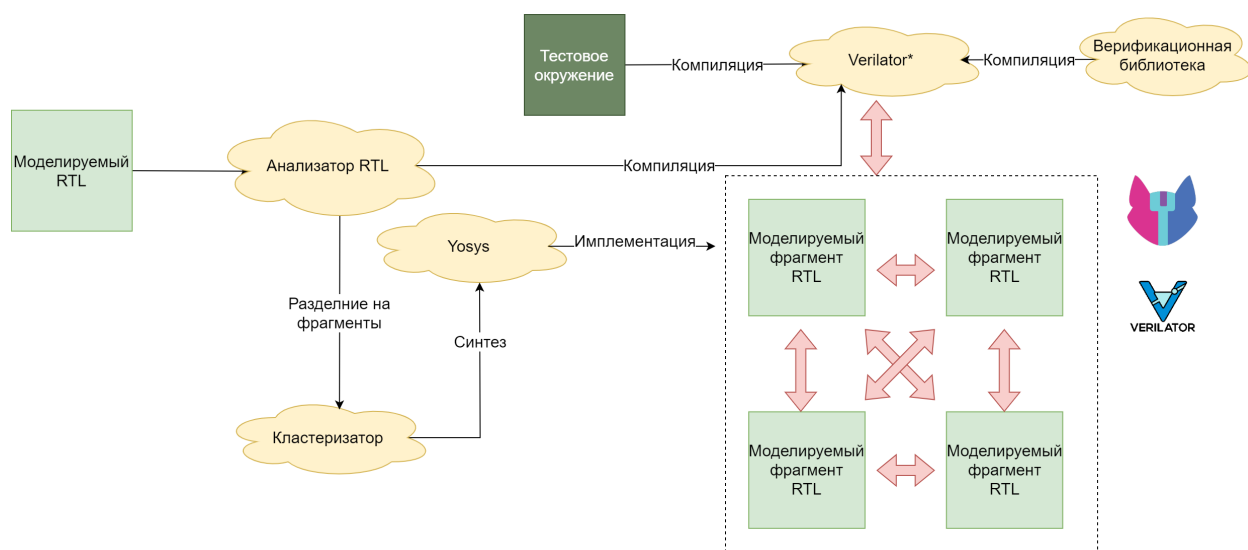 Тестовое
окружение
Компиляция
Verilator*
Компиляция
Верификационная
библиотека
Моделируемый
RTL
Анализатор RTL
Компиляция
Yosys
Имплементация
Разделние на
фрагменты
Синтез
Кластеризатор
Моделируемый
фрагмент
RTL
Моделируемый
фрагмент
RTL
Моделируемый
фрагмент
RTL
Моделируемый
фрагмент
RTL
VERILATOR